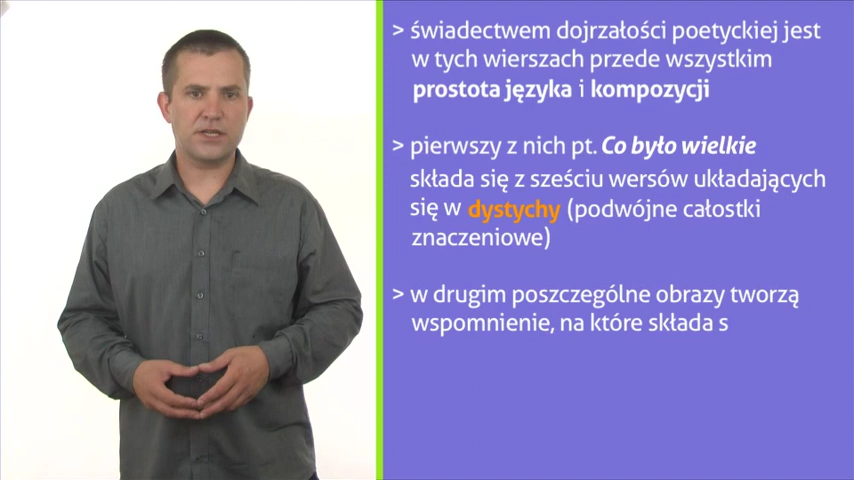 > świadectwem dojrzałości poetyckiej jest
w tych wierszach przede wszystkim
prostota języka i kompozycji
> pierwszy z nich pt. Co było wielkie
składa się z sześciu wersów układających
się w dystychy (podwójne całostki
znaczeniowe)
> w drugim poszczególne obrazy tworzą
wspomnienie, na które składa s